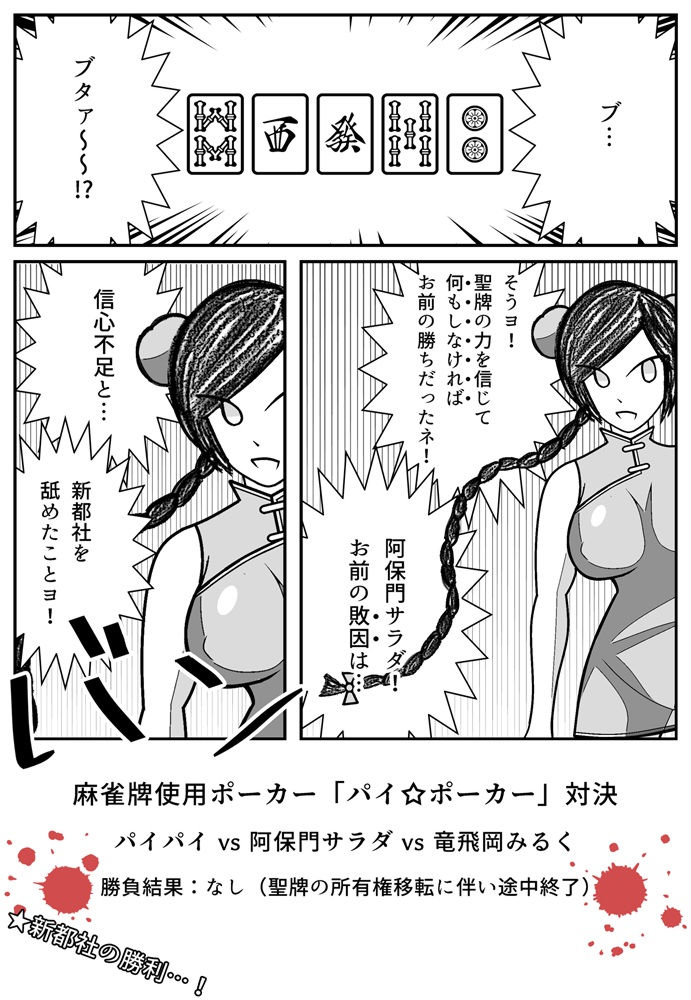 ブ…
西
發
ブタァ～～!?
そうヨ！
聖牌の力を信じて
何もしなければ
お前の勝ちだったネ！
阿保門サラダ！
お前の敗因は…
信心不足と…
新都社を
舐めたことヨ！
バン
麻雀牌使用ポーカー「パイ☆ポーカー」対決
パイパイ vs 阿保門サラダ vs 竜飛岡みるく
勝負結果：なし（聖牌の所有権移転に伴い途中終了）
★新都社の勝利…！